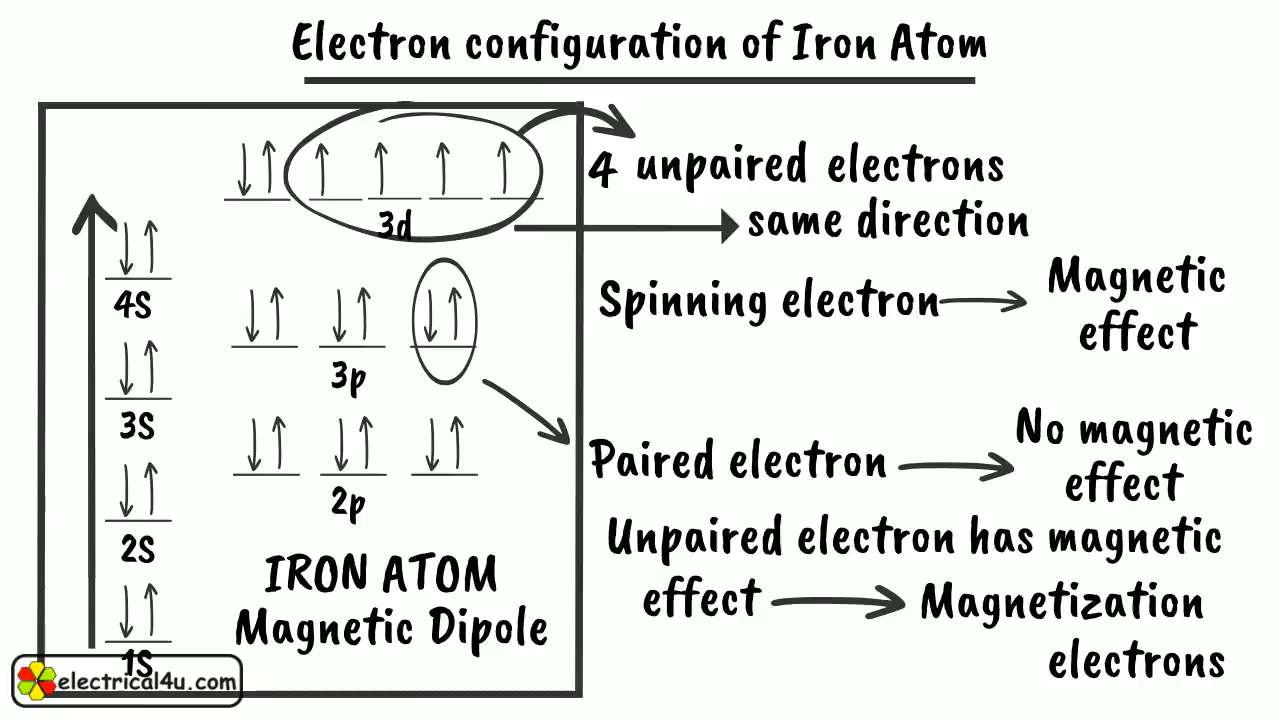 Electron configuration of Iron Atom
4 unpaired electrons
3d
same direction
4S
Spinning electron
Magnetic
effect
3p
3S
Paired electron
No magnetic
effect
2p
2S
Unpaired electron has magnetic
effect
Magnetization
electrons
IRON ATOM
Magnetic Dipole
1S
electrical4u.com